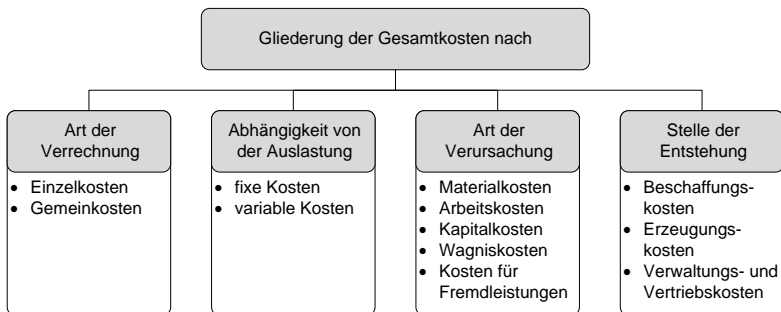 Gliederung der Gesamtkosten nach
Art der
Verrechnung
• Einzelkosten
• Gemeinkosten
Abhängigkeit von
der Auslastung
• fixe Kosten
• variable Kosten
Art der
Verursachung
• Materialkosten
• Arbeitskosten
• Kapitalkosten
• Wagniskosten
• Kosten für
Fremdleistungen
Stelle der
Entstehung
• Beschaffungs-
kosten
• Erzeugungs-
kosten
• Verwaltungs- und
Vertriebskosten